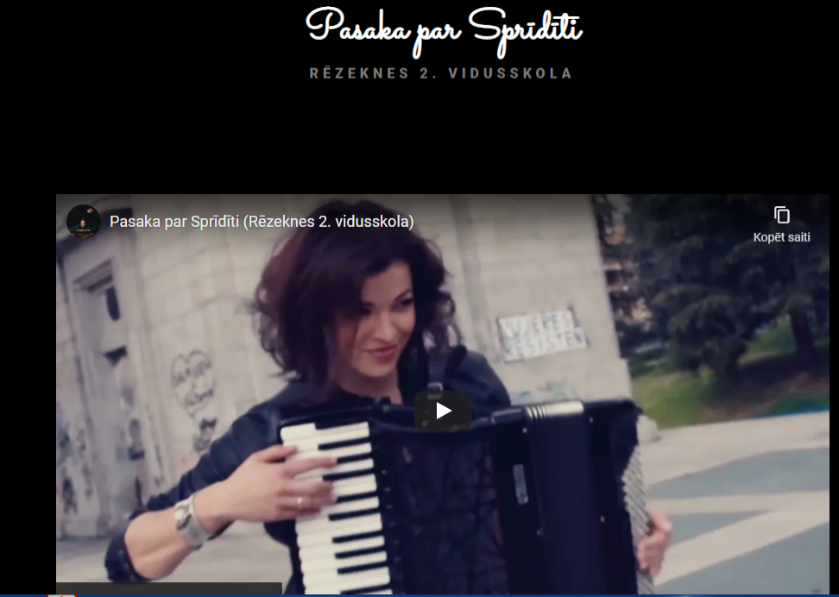 Pasaka par Sprīdīti
RĒZEKNES 2. VIDUSSKOLA
Pasaka par Sprīdīti (Rēzeknes 2. vidusskola)
Kopēt saiti